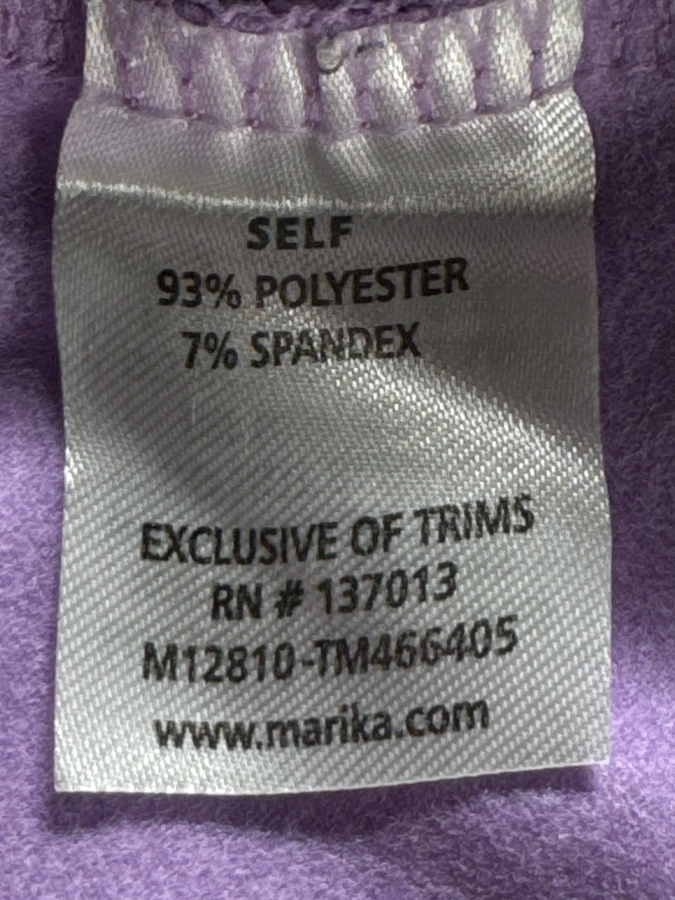 SELF
93% POLYESTER
7% SPANDEX
EXCLUSIVE OF TRIMS
RN # 137013
M12810-TM466405
www.marika.com